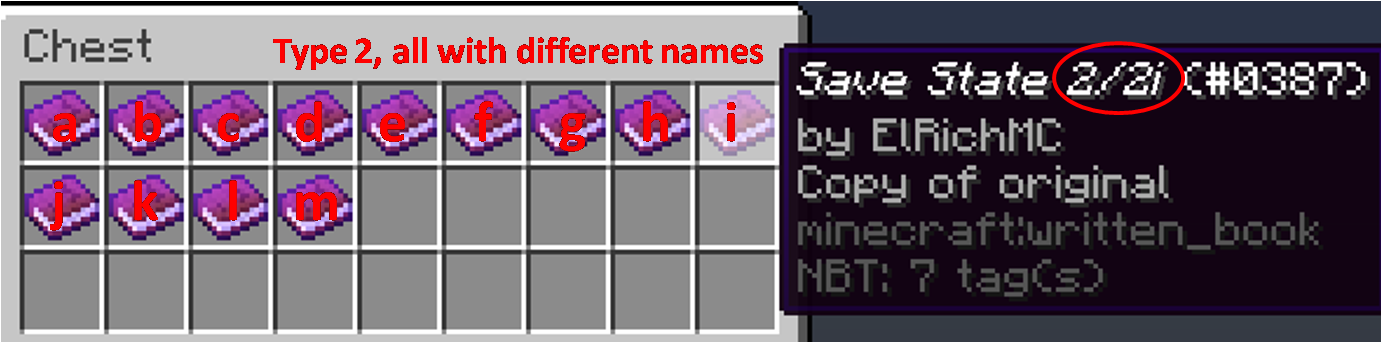 Chest
Type 2, all with different names
a b c d e f g h i
j k l m
Save State 2/2i (#0387)
by ElRichMC
Copy of original
minecraft:written_book
NBT: 7 tag(s)